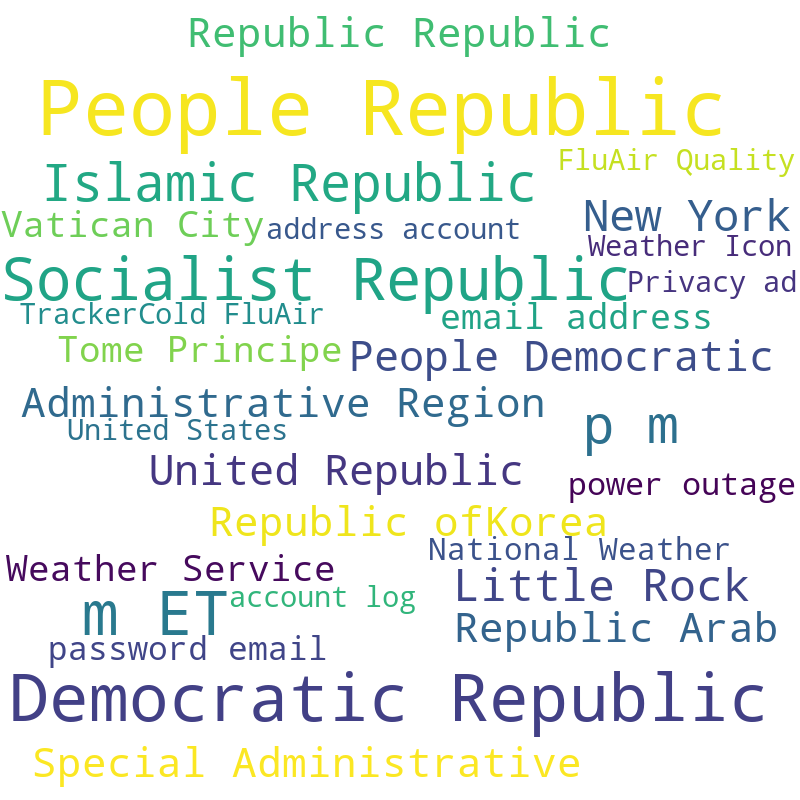 Republic Republic
People Republic
FluAir Quality
Islamic Republic
New York
Vatican City
address account
Weather Icon
Socialist Republic
Privacy ad
TrackerCold FluAir
email address
Tome Principe
People Democratic
Administrative Region
p m
United States
United Republic
power outage
Republic ofKorea
National Weather
Weather Service
Little Rock
account log
m ET
Republic Arab
password email
Democratic Republic
Special Administrative